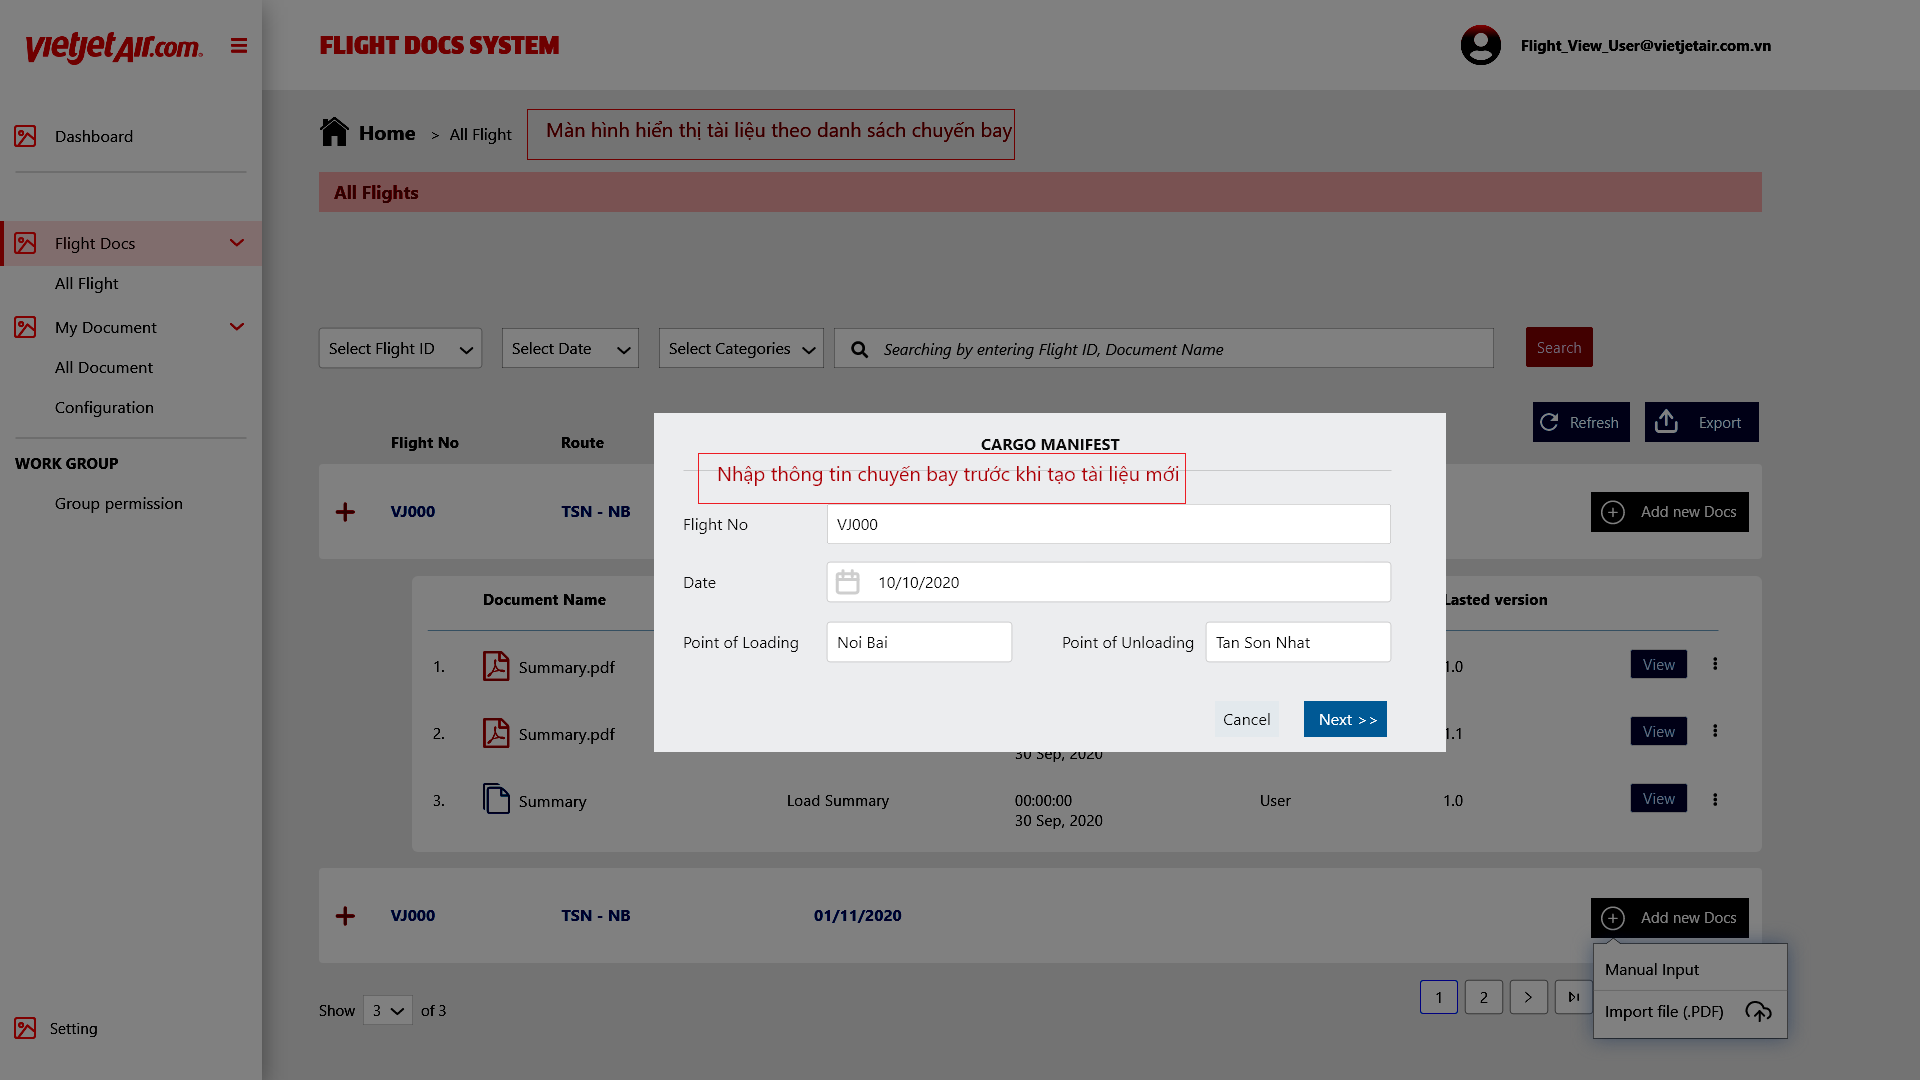 vietjetAir.com
FLIGHT DOCS SYSTEM
Flight_View_User@vietjetair.com.vn
Dashboard
Flight Docs
All Flight
My Document
All Document
Configuration
WORK GROUP
Group permission
Setting
Home > All Flight
Màn hình hiển thị tài liệu theo danh sách chuyến bay
All Flights
Select Flight ID
Select Date
Select Categories
Searching by entering Flight ID, Document Name
Search
Refresh
Export
Flight No
Route
VJ000
TSN - NB
Add new Docs
CARGO MANIFEST
Nhập thông tin chuyến bay trước khi tạo tài liệu mới
Flight No
VJ000
Date
10/10/2020
Point of Loading
Noi Bai
Point of Unloading
Tan Son Nhat
Cancel
Next >>
Document Name
Lasted version
1. Summary.pdf
1.0
View
2. Summary.pdf
30 Sep, 2020
1.1
View
3. Summary
Load Summary
00:00:00
30 Sep, 2020
User
1.0
View
VJ000
TSN - NB
01/11/2020
Add new Docs
Manual Input
Import file (.PDF)
Show 3 of 3
1
2